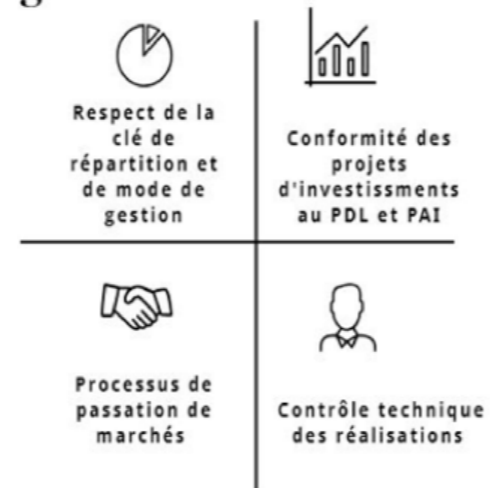 Respect de la
clé de
répartition et
de mode de
gestion
Conformité des
projets
d'investissments
au PDL et PAI
Processus de
passation de
marchés
Contrôle technique
des réalisations